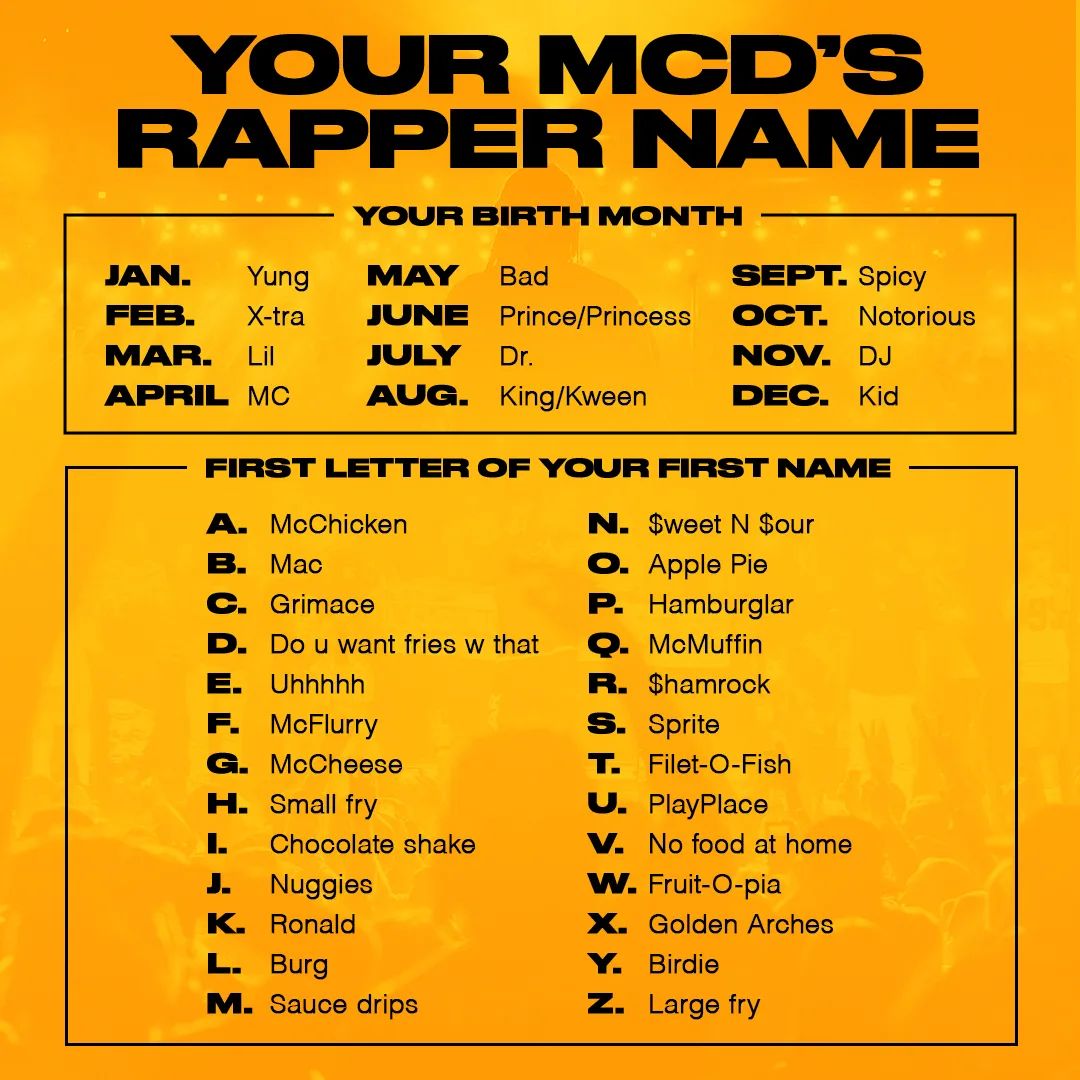 YOUR MCD'S
RAPPER NAME
YOUR BIRTH MONTH
JAN. Yung
FEB. X-tra
MAR. Lil
APRIL MC
MAY Bad
JUNE Prince/Princess
JULY Dr.
AUG. King/Kween
SEPT. Spicy
OCT. Notorious
NOV. DJ
DEC. Kid
FIRST LETTER OF YOUR FIRST NAME
A. McChicken
B. Mac
C. Grimace
D. Do u want fries w that
E. Uhhhhh
F. McFlurry
G. McCheese
H. Small fry
I. Chocolate shake
J. Nuggies
K. Ronald
L. Burg
M. Sauce drips
N. $weet N $our
O. Apple Pie
P. Hamburglar
Q. McMuffin
R. $hamrock
S. Sprite
T. Filet-O-Fish
U. PlayPlace
V. No food at home
W. Fruit-O-pia
X. Golden Arches
Y. Birdie
Z. Large fry